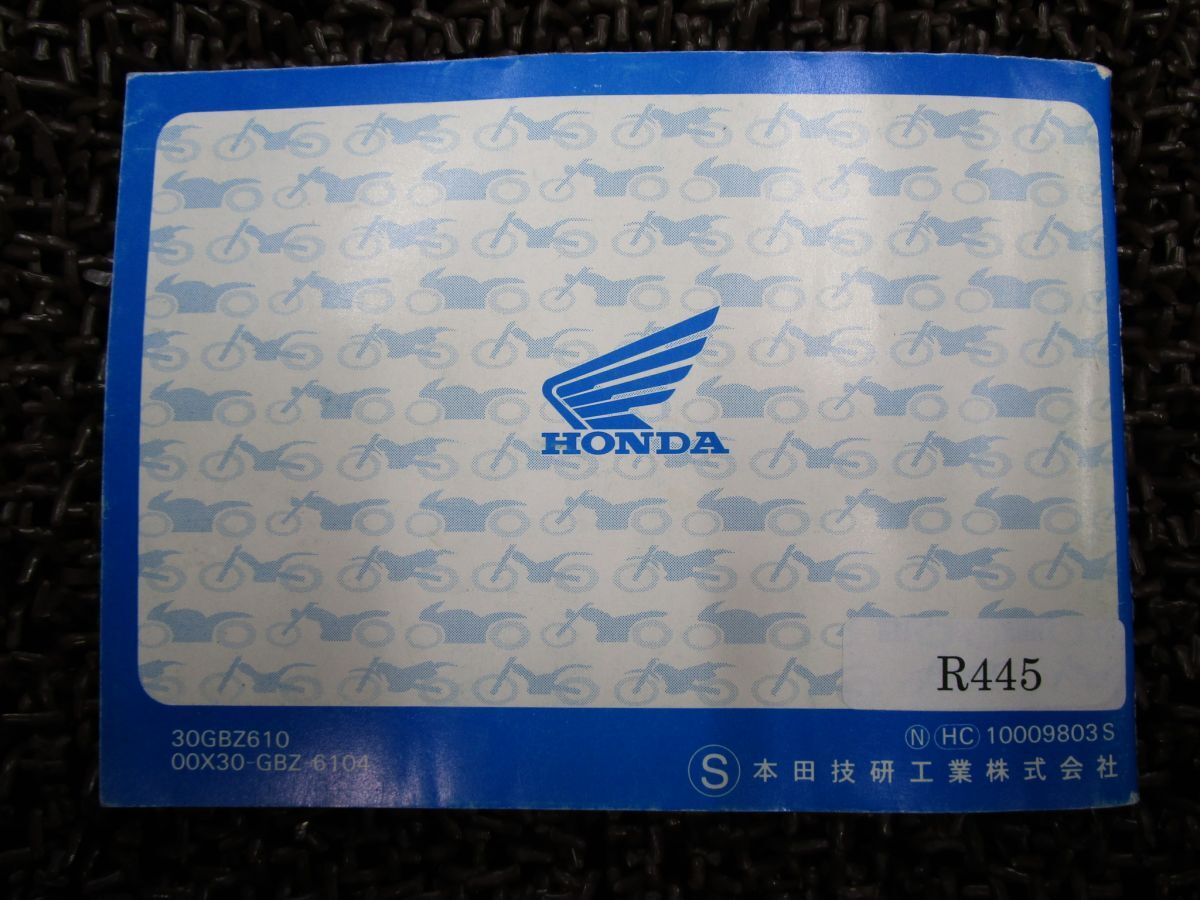 HONDA
R445
30GBZ610
00X30-GBZ 6104
Ⓝ HC 10009803 S
Ⓢ 本田技研工業株式会社